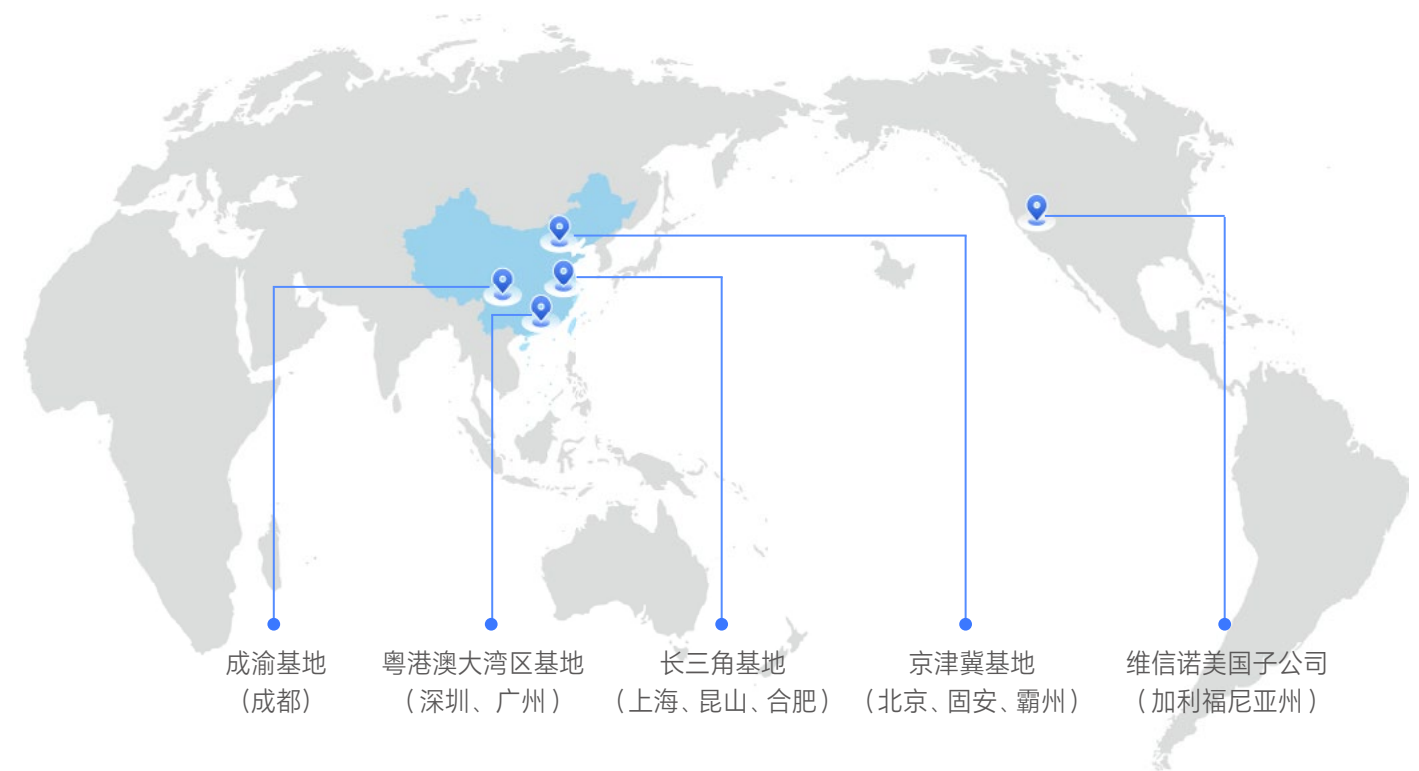 成渝基地
（成都）
粤港澳大湾区基地
（深圳、广州）
长三角基地
（上海、昆山、合肥）
京津冀基地
（北京、固安、霸州）
维信诺美国子公司
（加利福尼亚州）